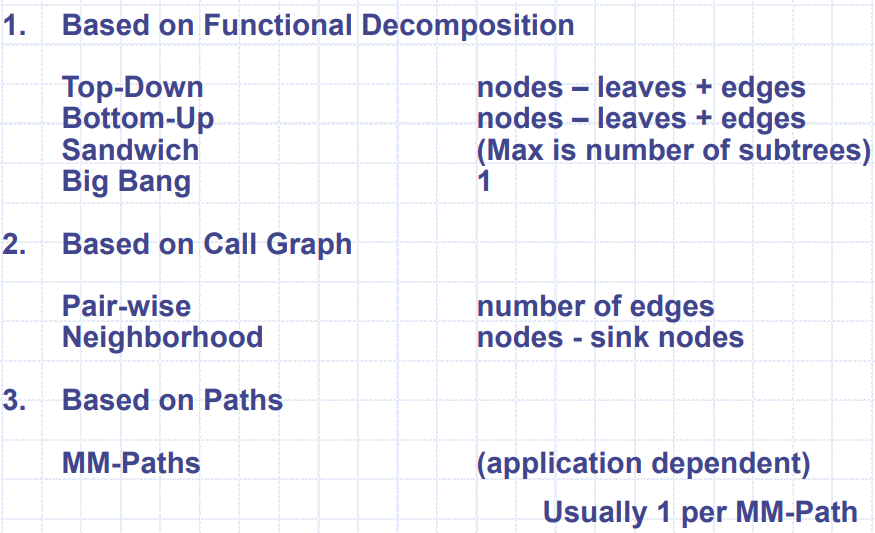 1. Based on Functional Decomposition
Top-Down nodes – leaves + edges
Bottom-Up nodes – leaves + edges
Sandwich (Max is number of subtrees)
Big Bang 1
2. Based on Call Graph
Pair-wise number of edges
Neighborhood nodes - sink nodes
3. Based on Paths
MM-Paths (application dependent)
Usually 1 per MM-Path